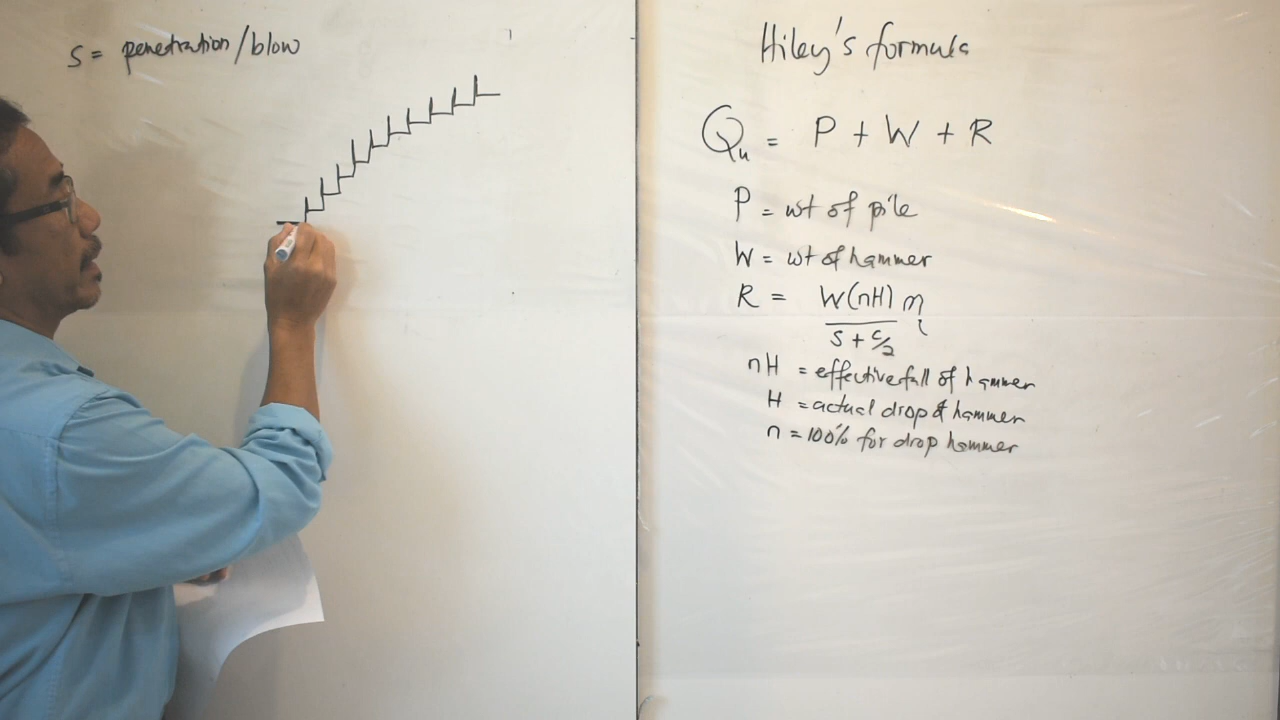 S = penetration/blow
Hiley's formula
Qu = P + W + R
P = wt of pile
W = wt of hammer
R = W(nH) η / S + c/2
nH = effective fall of hammer
H = actual drop of hammer
n = 100% for drop hammer